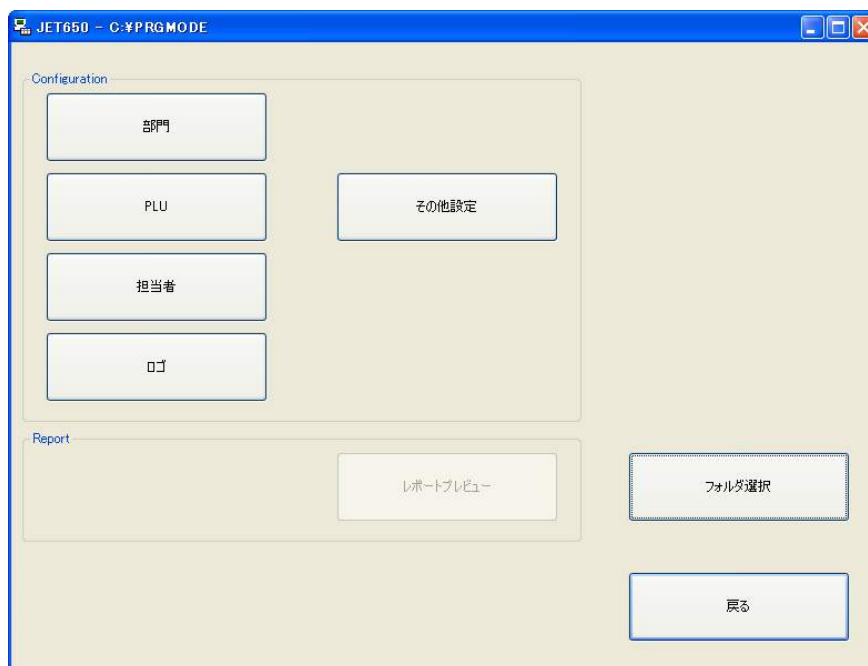 JET650 - C:¥PRGMODE
Configuration
部門
PLU
その他設定
担当者
ロゴ
Report
レポートプレビュー
フォルダ選択
戻る